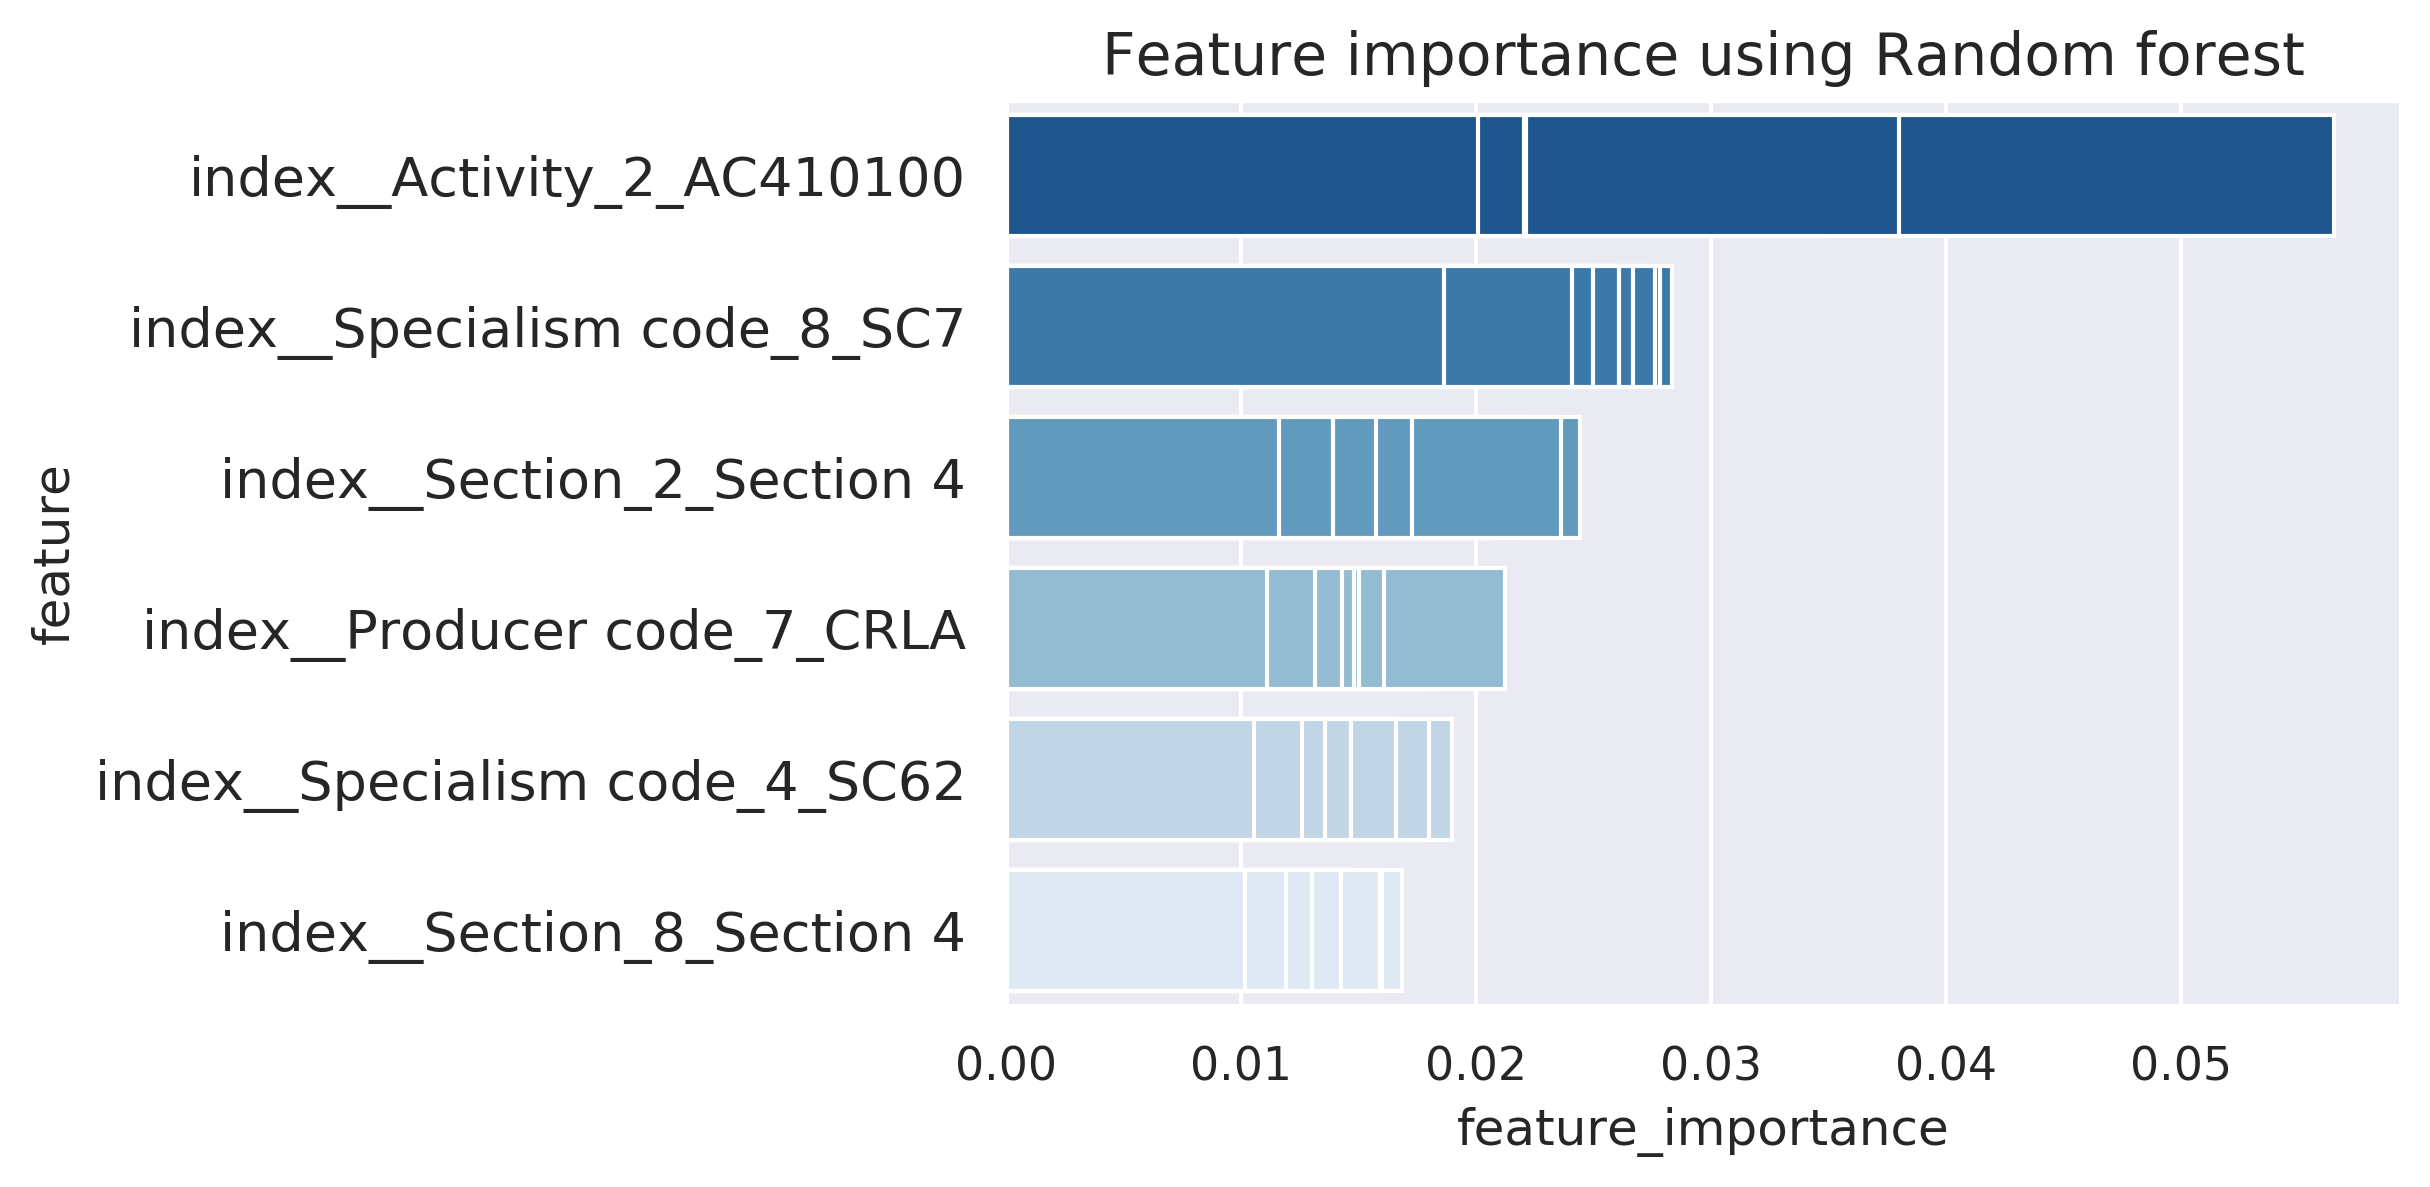 Feature importance using Random forest
feature
index__Activity_2_AC410100
index__Specialism code_8_SC7
index__Section_2_Section 4
index__Producer code_7_CRLA
index__Specialism code_4_SC62
index__Section_8_Section 4
0.00 0.01 0.02 0.03 0.04 0.05
feature_importance